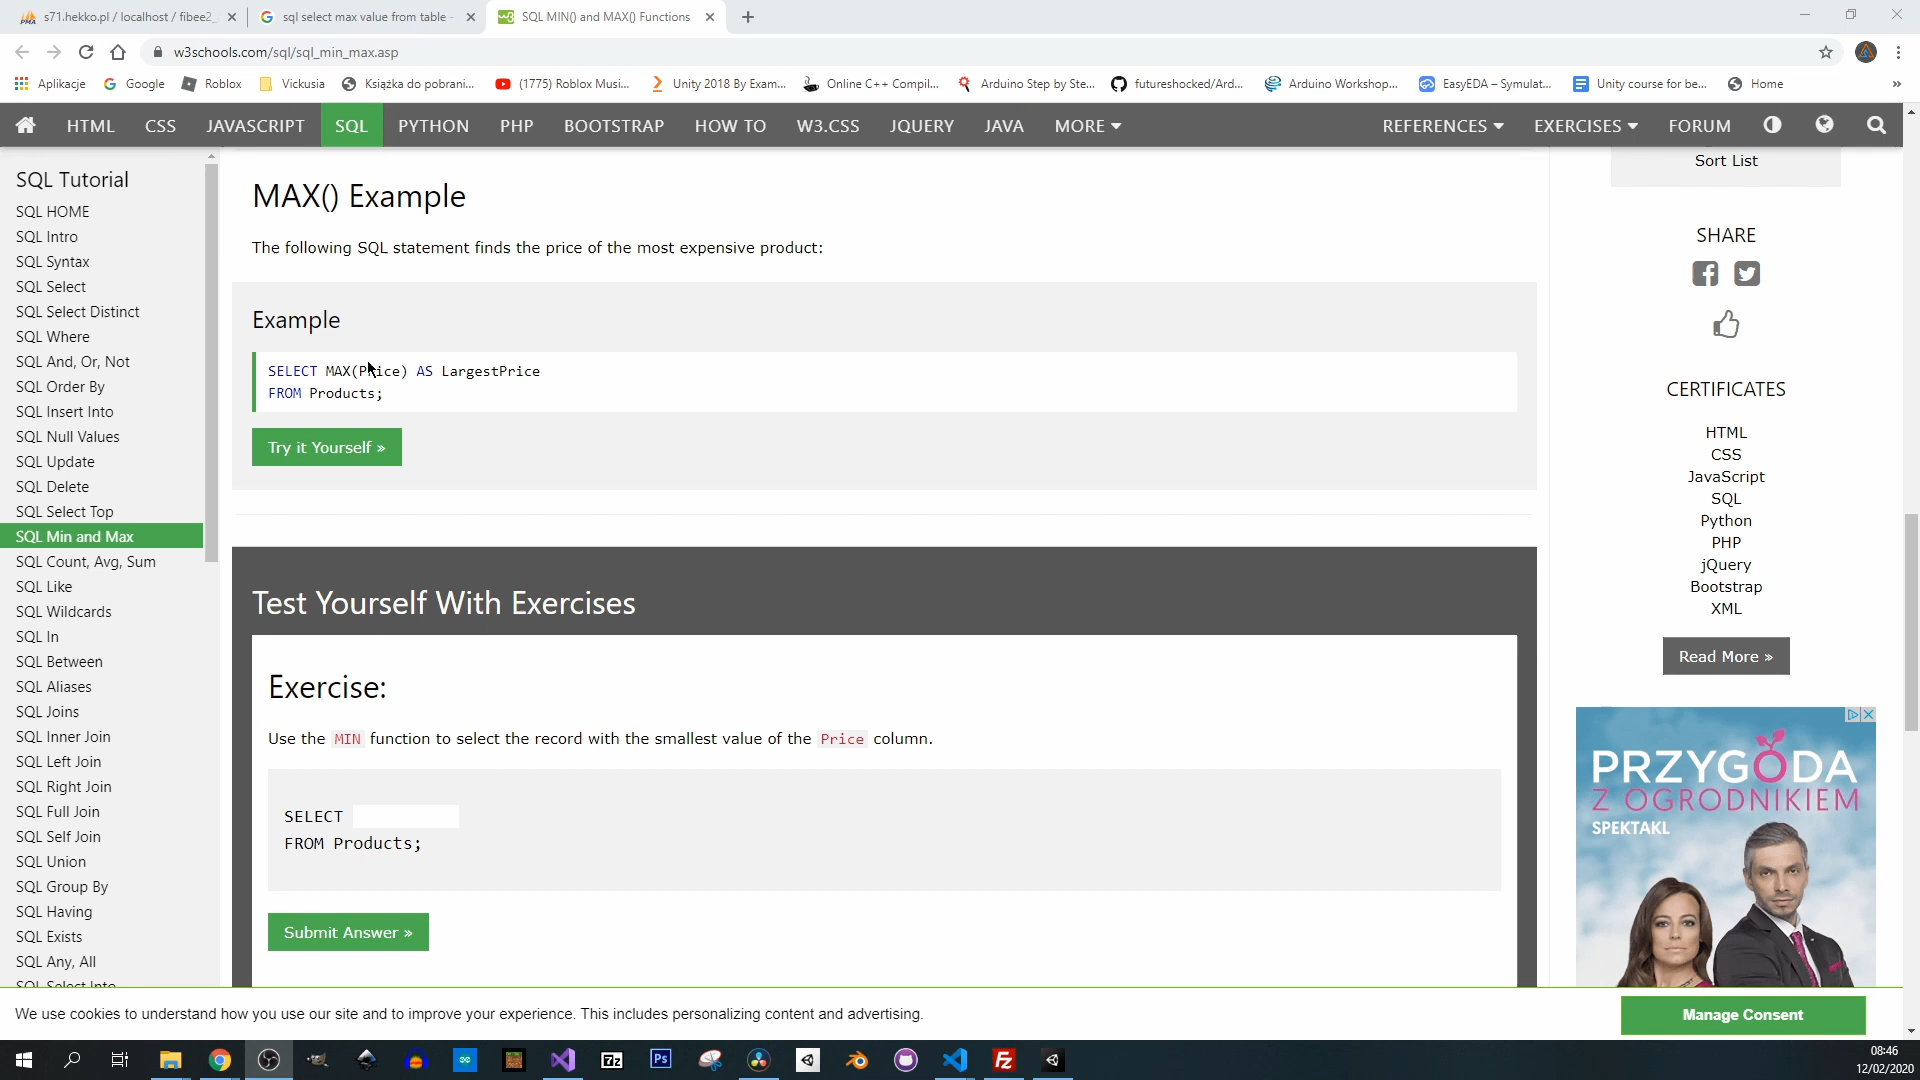 s71.hekko.pl / localhost / fibee2_
sql select max value from table -
SQL MIN() and MAX() Functions
w3schools.com/sql/sql_min_max.asp
Aplikacje
Google
Roblox
Vickusia
Książka do pobrani...
(1775) Roblox Musi...
Unity 2018 By Exam...
Online C++ Compil...
Arduino Step by Ste...
futureshocked/Ard...
Arduino Workshop...
EasyEDA – Symulat...
Unity course for be...
Home
»
HTML
CSS
JAVASCRIPT
SQL
PYTHON
PHP
BOOTSTRAP
HOW TO
W3.CSS
JQUERY
JAVA
MORE
REFERENCES
EXERCISES
FORUM
SQL Tutorial
SQL HOME
SQL Intro
SQL Syntax
SQL Select
SQL Select Distinct
SQL Where
SQL And, Or, Not
SQL Order By
SQL Insert Into
SQL Null Values
SQL Update
SQL Delete
SQL Select Top
SQL Min and Max
SQL Count, Avg, Sum
SQL Like
SQL Wildcards
SQL In
SQL Between
SQL Aliases
SQL Joins
SQL Inner Join
SQL Left Join
SQL Right Join
SQL Full Join
SQL Self Join
SQL Union
SQL Group By
SQL Having
SQL Exists
SQL Any, All
SQL Select Into
MAX() Example
The following SQL statement finds the price of the most expensive product:
Example
SELECT MAX(Price) AS LargestPrice
FROM Products;
Try it Yourself »
Test Yourself With Exercises
Exercise:
Use the MIN function to select the record with the smallest value of the Price column.
SELECT
FROM Products;
Submit Answer »
Sort List
SHARE
CERTIFICATES
HTML
CSS
JavaScript
SQL
Python
PHP
jQuery
Bootstrap
XML
Read More »
PRZYGODA
Z OGRODNIKIEM
SPEKTAKL
We use cookies to understand how you use our site and to improve your experience. This includes personalizing content and advertising.
Manage Consent
7z
Ps
Fz
08:46
12/02/2020